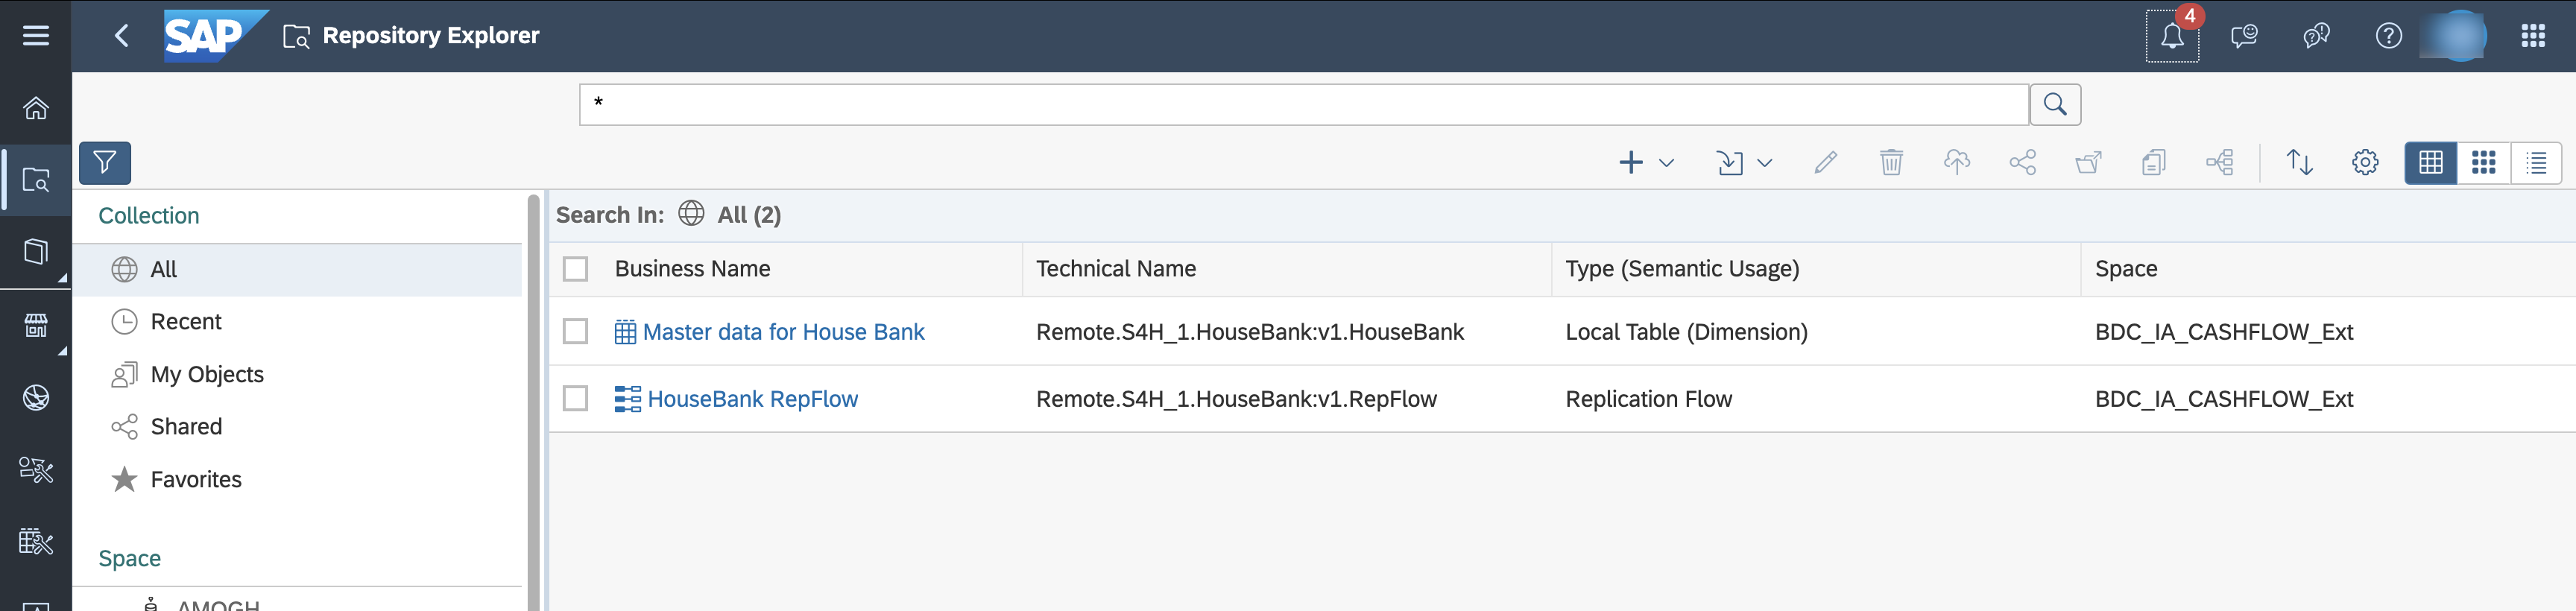 SAP Repository Explorer
4
*
Collection
All
Recent
My Objects
Shared
Favorites
Space
AMOGH
Search In: All (2)
Business Name Technical Name Type (Semantic Usage) Space
Master data for House Bank Remote.S4H_1.HouseBank:v1.HouseBank Local Table (Dimension) BDC_IA_CASHFLOW_Ext
HouseBank RepFlow Remote.S4H_1.HouseBank:v1.RepFlow Replication Flow BDC_IA_CASHFLOW_Ext